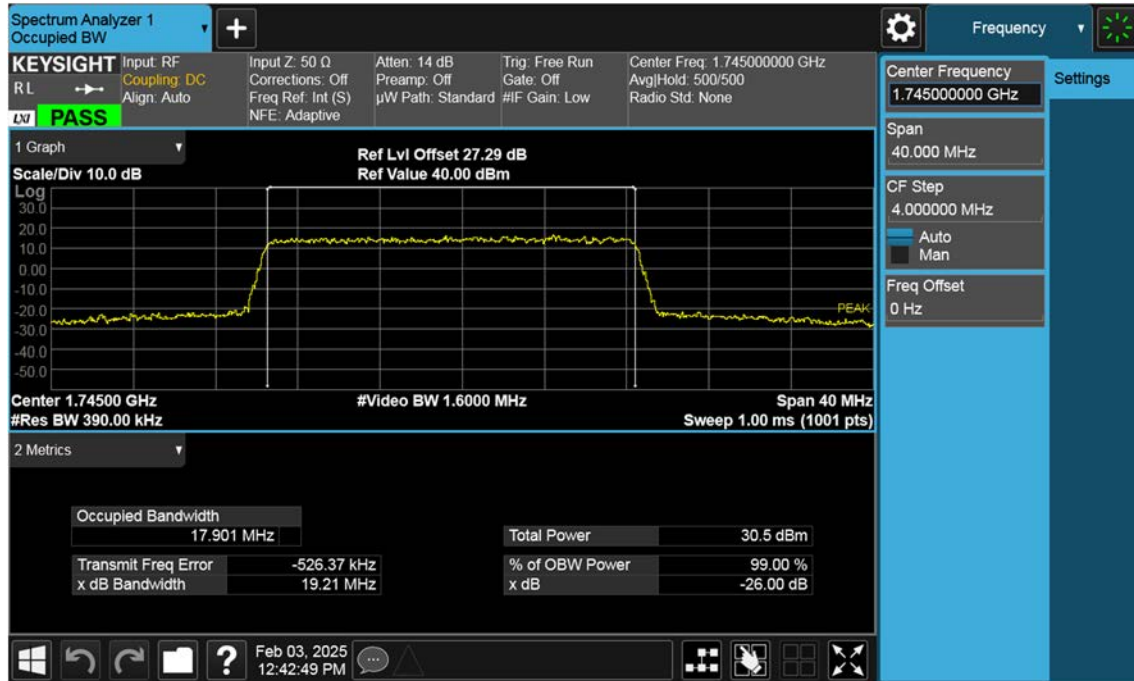 Spectrum Analyzer 1
Occupied BW
+
Frequency
KEYSIGHT
R L
LXI PASS
Input: RF
Coupling: DC
Align: Auto
Input Z: 50 Ω
Corrections: Off
Freq Ref: Int (S)
NFE: Adaptive
Atten: 14 dB
Preamp: Off
µW Path: Standard
Trig: Free Run
Gate: Off
#IF Gain: Low
Center Freq: 1.745000000 GHz
Avg|Hold: 500/500
Radio Std: None
Center Frequency
1.745000000 GHz
Settings
Span
40.000 MHz
CF Step
4.000000 MHz
Auto
Man
Freq Offset
0 Hz
1 Graph
Scale/Div 10.0 dB
Ref Lvl Offset 27.29 dB
Ref Value 40.00 dBm
Log
30.0
20.0
10.0
0.00
-10.0
-20.0
-30.0
-40.0
-50.0
PEAK
Center 1.74500 GHz
#Video BW 1.6000 MHz
Span 40 MHz
#Res BW 390.00 kHz
Sweep 1.00 ms (1001 pts)
2 Metrics
Occupied Bandwidth
17.901 MHz
Total Power 30.5 dBm
Transmit Freq Error -526.37 kHz
% of OBW Power 99.00 %
x dB Bandwidth 19.21 MHz
x dB -26.00 dB
?
Feb 03, 2025
12:42:49 PM